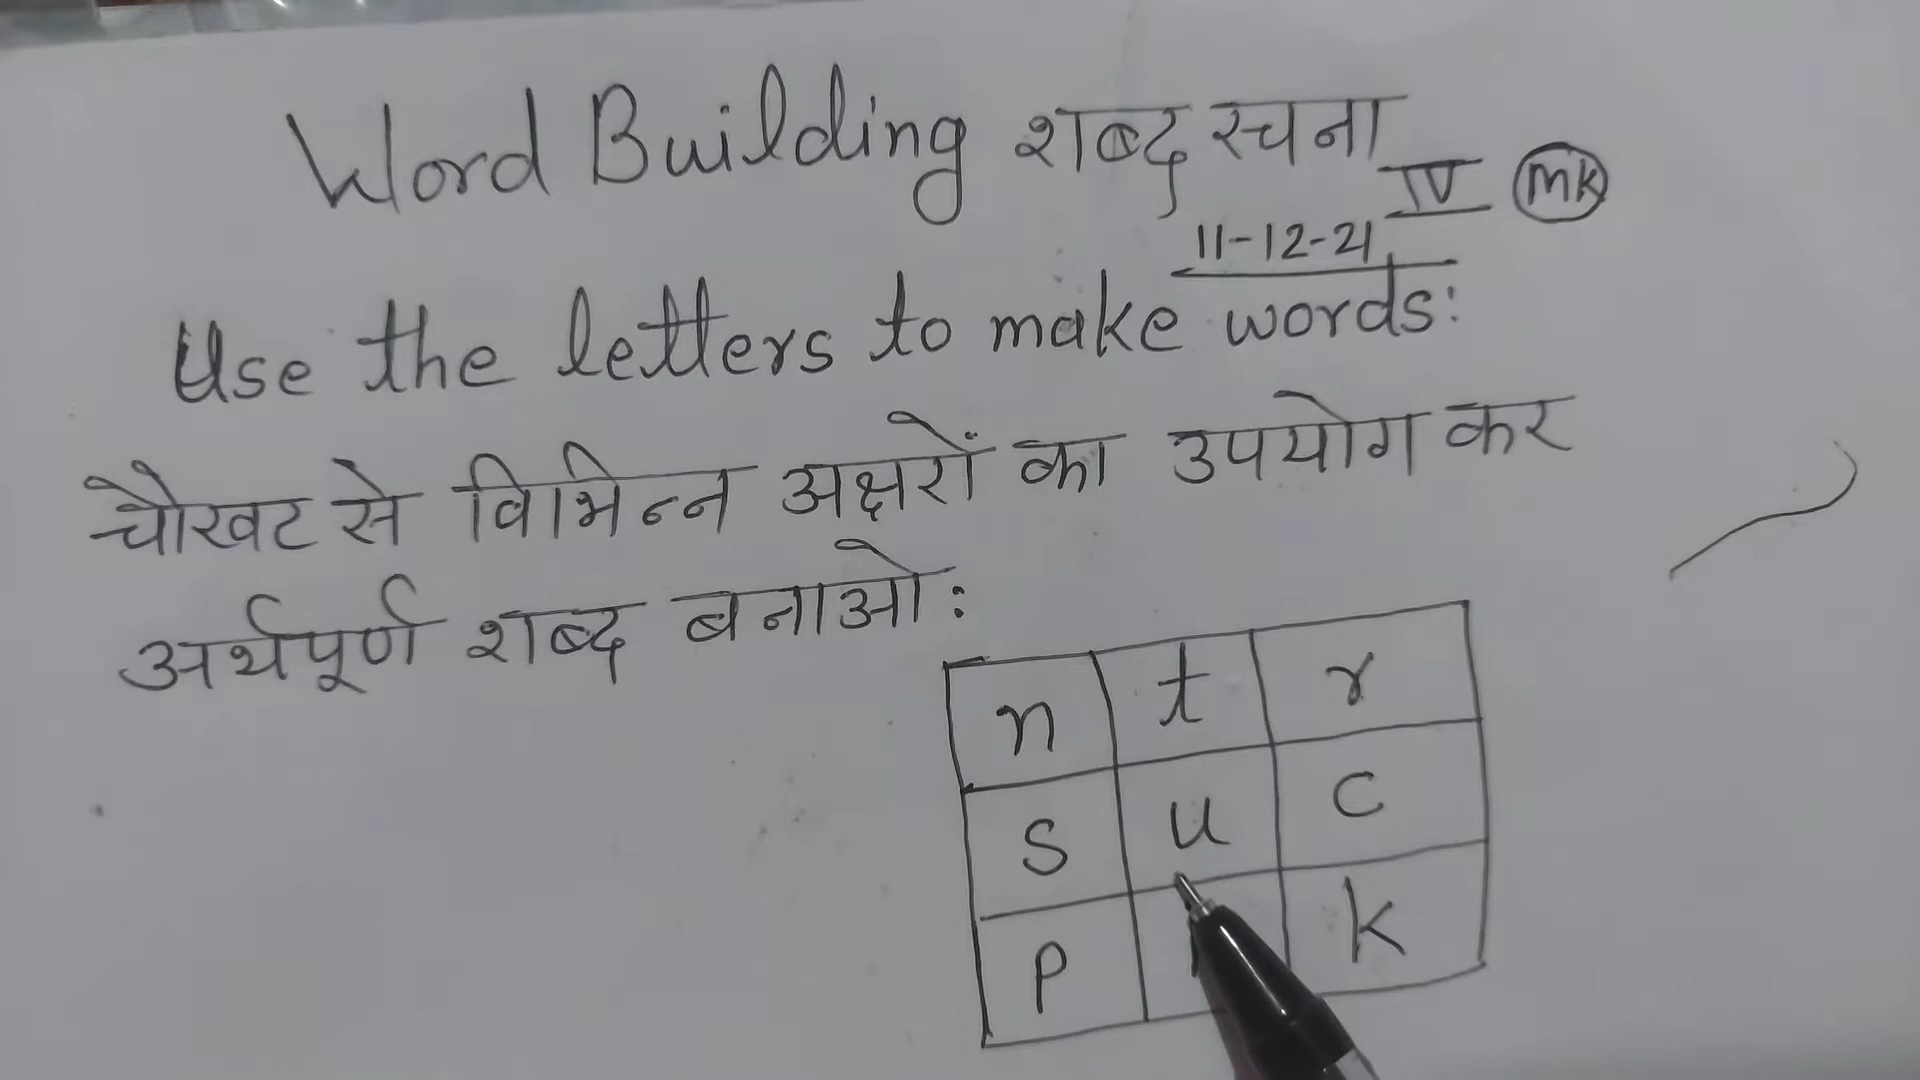 Word Building शब्द रचना
IV MK
11-12-21
Use the letters to make words:
चौखट से विभिन्न अक्षरों का उपयोग कर
अर्थपूर्ण शब्द बनाओ:
n t r
s u c
p k